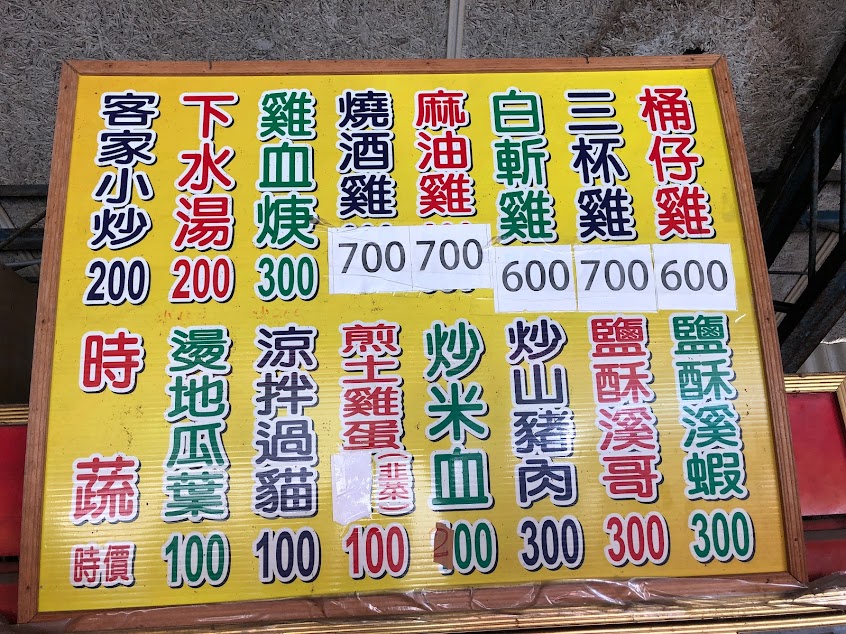 桶仔雞 600
三杯雞 700
白斬雞 600
麻油雞 700
燒酒雞 700
雞血焿 300
下水湯 200
客家小炒 200
鹽酥溪蝦 300
鹽酥溪哥 300
炒山豬肉 300
炒米血 200
煎土雞蛋(韭菜) 100
涼拌過貓 100
燙地瓜葉 100
時蔬 時價